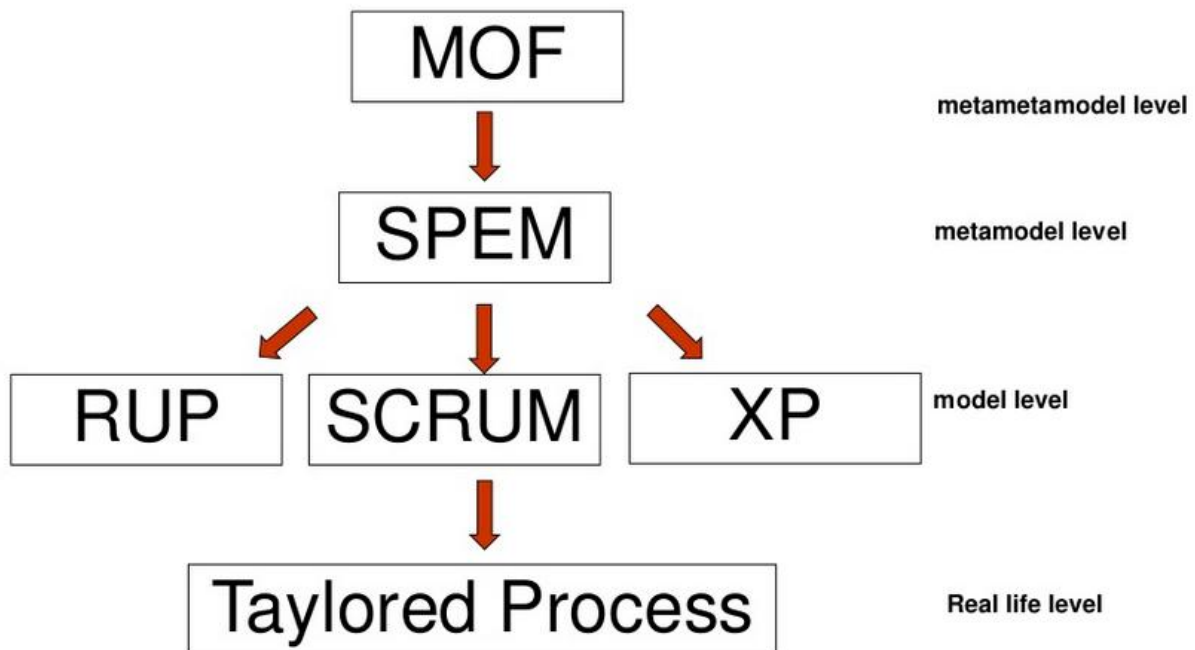 MOF
metametamodel level
SPEM
metamodel level
RUP
SCRUM
XP
model level
Taylored Process
Real life level